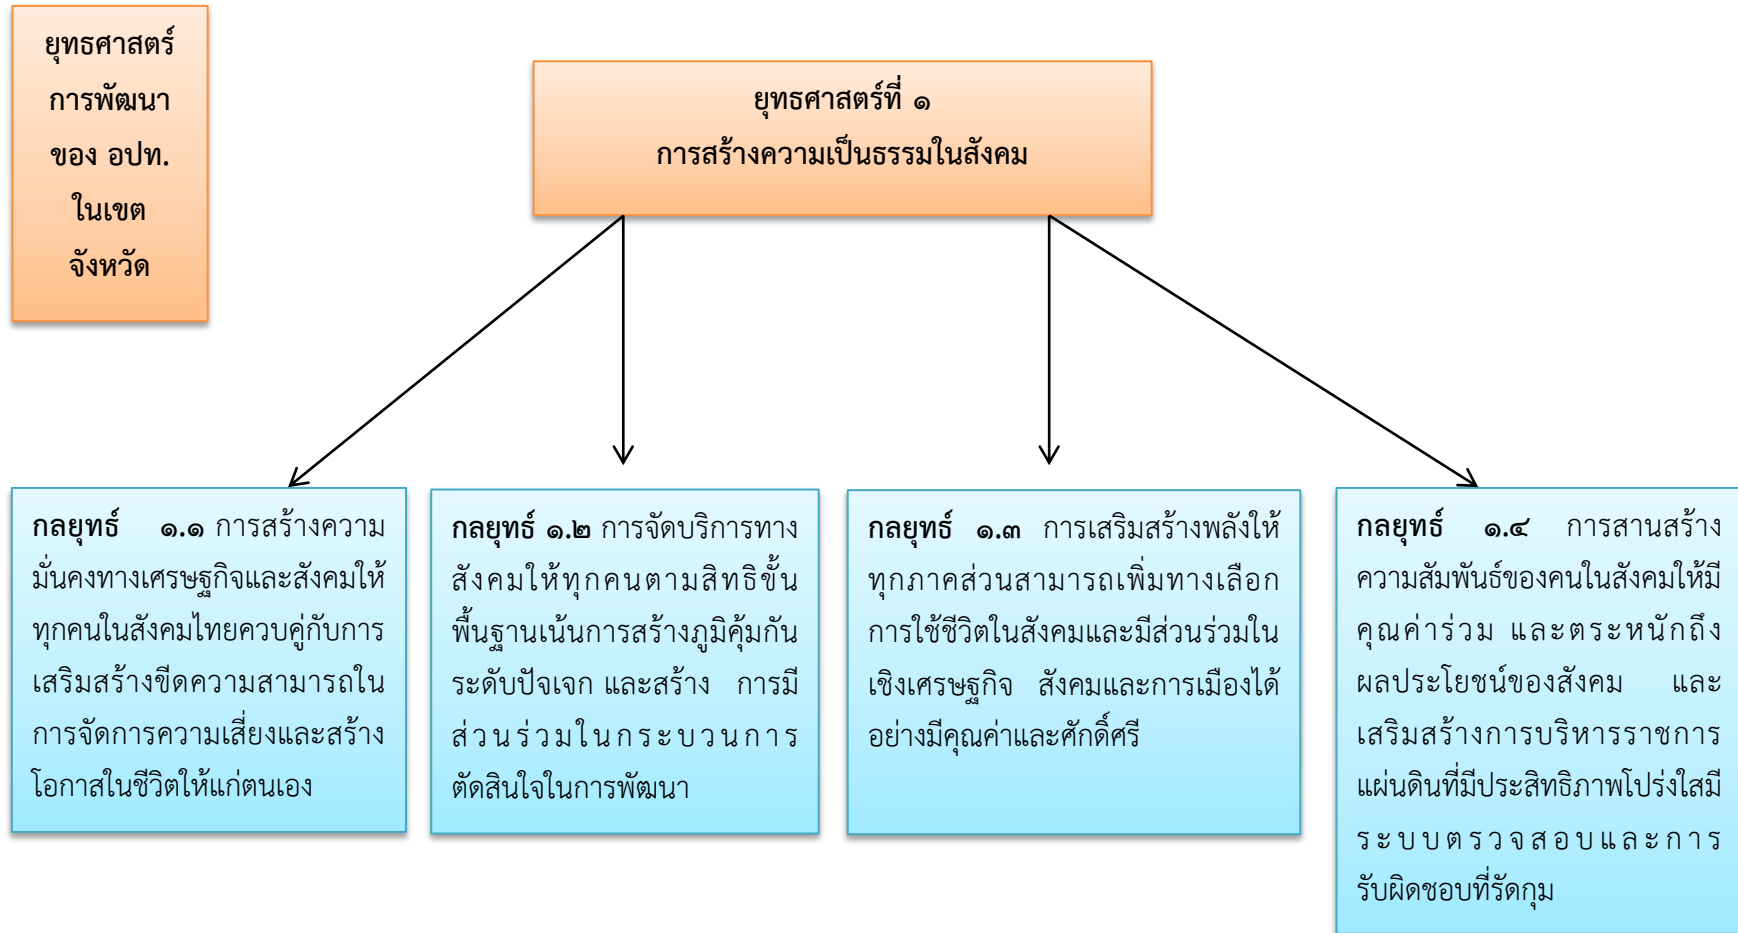 ยุทธศาสตร์
การพัฒนา
ของ อปท.
ในเขต
จังหวัด
ยุทธศาสตร์ที่ ๑
การสร้างความเป็นธรรมในสังคม
กลยุทธ์ ๑.๑ การสร้างความ
มั่นคงทางเศรษฐกิจและสังคมให้
ทุกคนในสังคมไทยควบคู่กับการ
เสริมสร้างขีดความสามารถใน
การจัดการความเสี่ยงและสร้าง
โอกาสในชีวิตให้แก่ตนเอง
กลยุทธ์ ๑.๒ การจัดบริการทาง
สังคมให้ทุกคนตามสิทธิขั้น
พื้นฐานเน้นการสร้างภูมิคุ้มกัน
ระดับปัจเจก และสร้าง การมี
ส่วนร่วมในกระบวนการ
ตัดสินใจในการพัฒนา
กลยุทธ์ ๑.๓ การเสริมสร้างพลังให้
ทุกภาคส่วนสามารถเพิ่มทางเลือก
การใช้ชีวิตในสังคมและมีส่วนร่วมใน
เชิงเศรษฐกิจ สังคมและการเมืองได้
อย่างมีคุณค่าและศักดิ์ศรี
กลยุทธ์ ๑.๔ การสานสร้าง
ความสัมพันธ์ของคนในสังคมให้มี
คุณค่าร่วม และตระหนักถึง
ผลประโยชน์ของสังคม และ
เสริมสร้างการบริหารราชการ
แผ่นดินที่มีประสิทธิภาพโปร่งใสมี
ระบบตรวจสอบและการ
รับผิดชอบที่รัดกุม